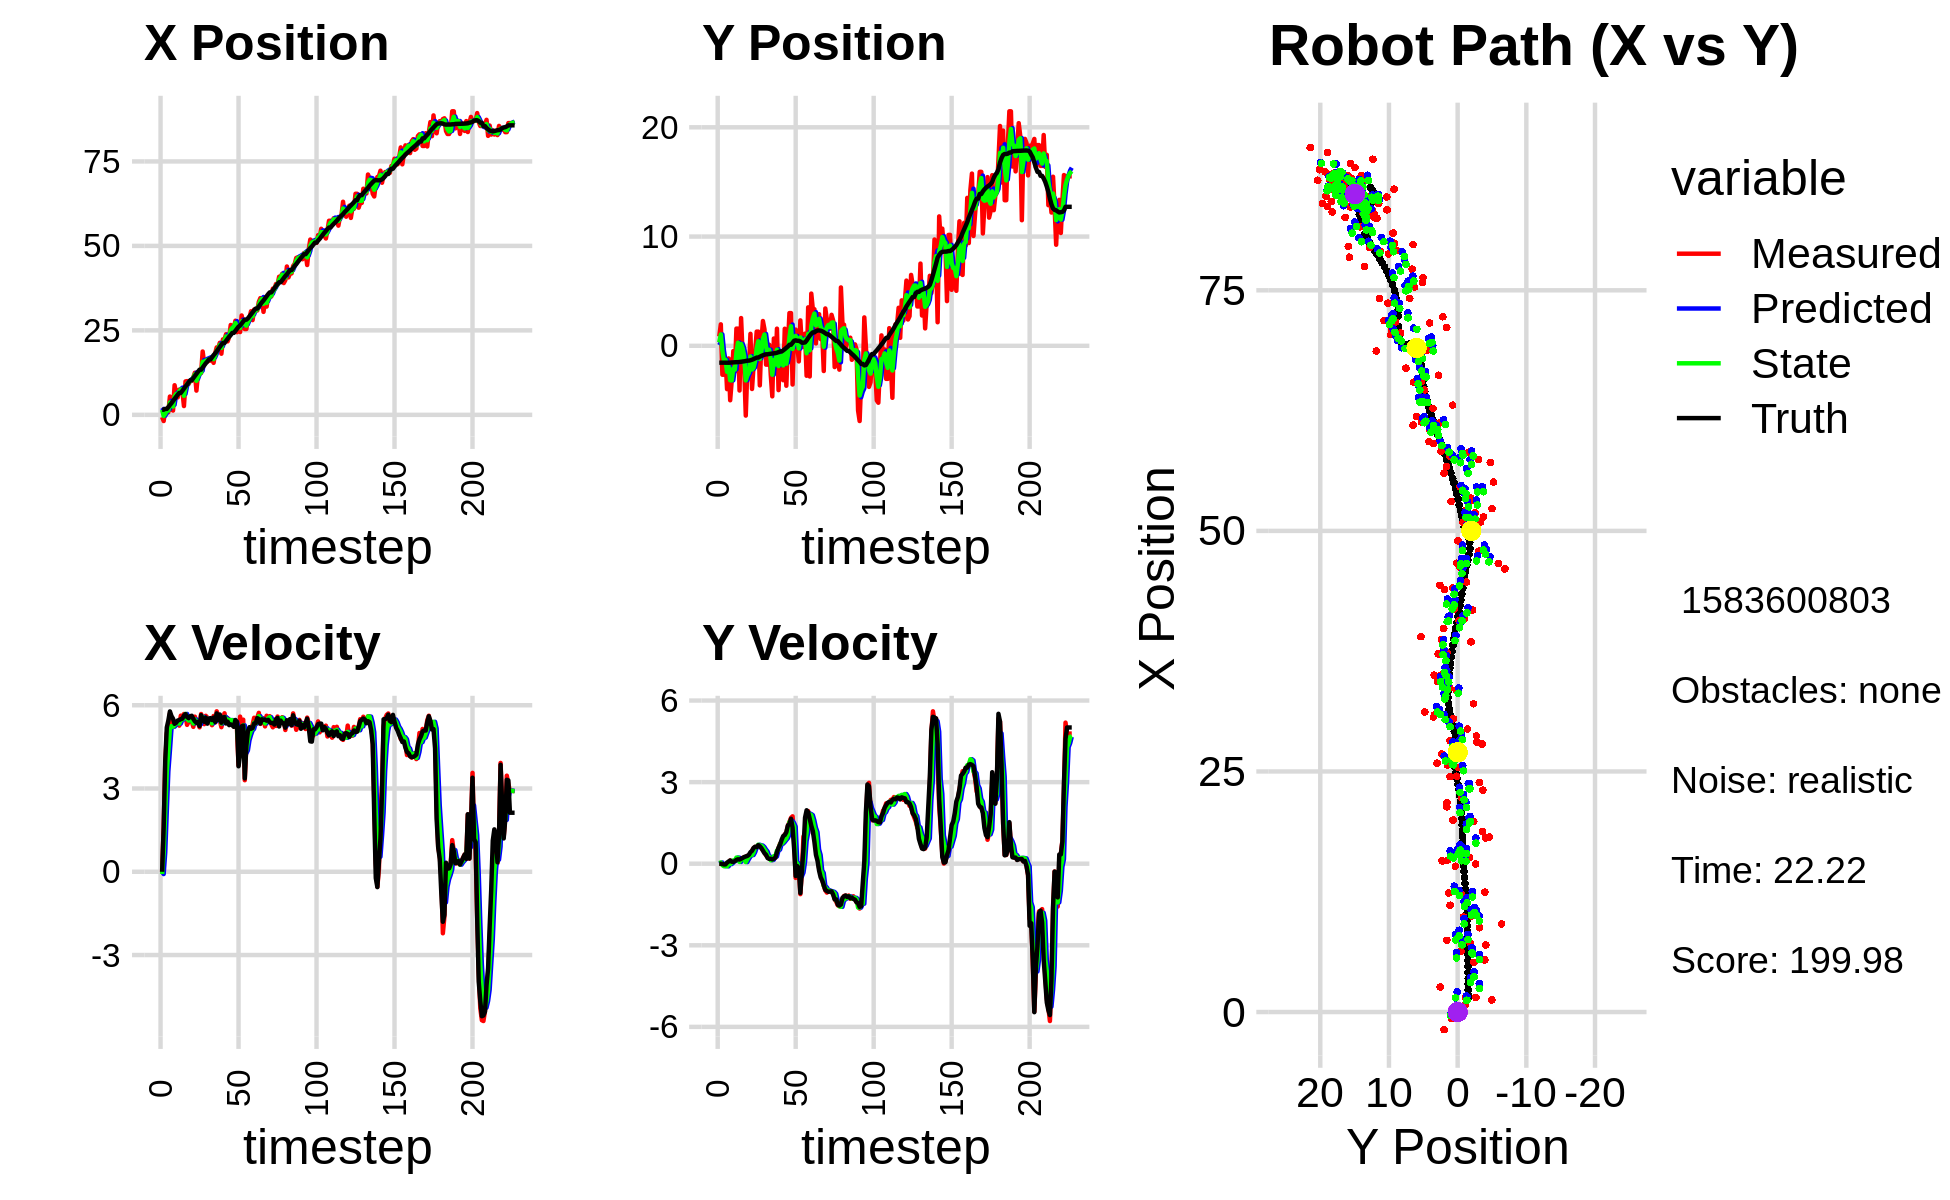 X Position
75
50
25
0
0
50
100
150
200
timestep
Y Position
20
10
0
0
50
100
150
200
timestep
X Velocity
6
3
0
-3
0
50
100
150
200
timestep
Y Velocity
6
3
0
-3
-6
0
50
100
150
200
timestep
Robot Path (X vs Y)
X Position
75
50
25
0
20 10 0 -10 -20
Y Position
variable
Measured
Predicted
State
Truth
1583600803
Obstacles: none
Noise: realistic
Time: 22.22
Score: 199.98